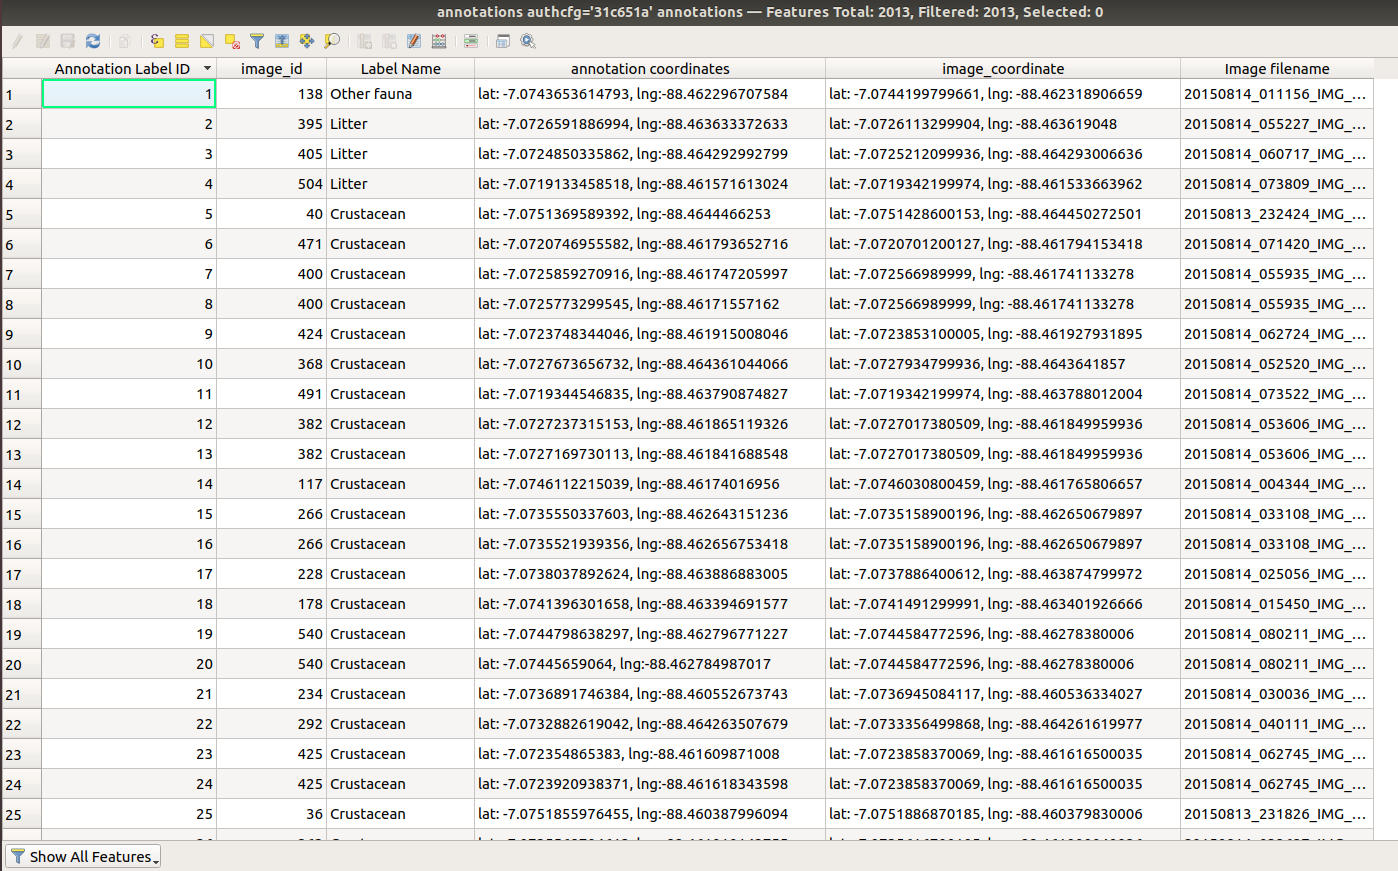 annotations authcfg='31c651a' annotations — Features Total: 2013, Filtered: 2013, Selected: 0
Annotation Label ID image_id Label Name annotation coordinates image_coordinate Image filename
1 1 138 Other fauna lat: -7.0743653614793, lng:-88.462296707584 lat: -7.0744199799661, lng: -88.462318906659 20150814_011156_IMG_...
2 2 395 Litter lat: -7.0726591886994, lng:-88.463633372633 lat: -7.0726113299904, lng: -88.463619048 20150814_055227_IMG_...
3 3 405 Litter lat: -7.0724850335862, lng:-88.464292992799 lat: -7.0725212099936, lng: -88.464293006636 20150814_060717_IMG_...
4 4 504 Litter lat: -7.0719133458518, lng:-88.461571613024 lat: -7.0719342199974, lng: -88.461533663962 20150814_073809_IMG_...
5 5 40 Crustacean lat: -7.0751369589392, lng:-88.4644466253 lat: -7.0751428600153, lng: -88.464450272501 20150813_232424_IMG_...
6 6 471 Crustacean lat: -7.0720746955582, lng:-88.461793652716 lat: -7.0720701200127, lng: -88.461794153418 20150814_071420_IMG_...
7 7 400 Crustacean lat: -7.0725859270916, lng:-88.461747205997 lat: -7.072566989999, lng: -88.461741133278 20150814_055935_IMG_...
8 8 400 Crustacean lat: -7.0725773299545, lng:-88.46171557162 lat: -7.072566989999, lng: -88.461741133278 20150814_055935_IMG_...
9 9 424 Crustacean lat: -7.0723748344046, lng:-88.461915008046 lat: -7.0723853100005, lng: -88.461927931895 20150814_062724_IMG_...
10 10 368 Crustacean lat: -7.0727673656732, lng:-88.464361044066 lat: -7.0727934799936, lng: -88.4643641857 20150814_052520_IMG_...
11 11 491 Crustacean lat: -7.0719344546835, lng:-88.463790874827 lat: -7.0719342199974, lng: -88.463788012004 20150814_073522_IMG_...
12 12 382 Crustacean lat: -7.0727237315153, lng:-88.461865119326 lat: -7.0727017380509, lng: -88.461849959936 20150814_053606_IMG_...
13 13 382 Crustacean lat: -7.0727169730113, lng:-88.461841688548 lat: -7.0727017380509, lng: -88.461849959936 20150814_053606_IMG_...
14 14 117 Crustacean lat: -7.0746112215039, lng:-88.46174016956 lat: -7.0746030800459, lng: -88.461765806657 20150814_004344_IMG_...
15 15 266 Crustacean lat: -7.0735550337603, lng:-88.462643151236 lat: -7.0735158900196, lng: -88.462650679897 20150814_033108_IMG_...
16 16 266 Crustacean lat: -7.0735521939356, lng:-88.462656753418 lat: -7.0735158900196, lng: -88.462650679897 20150814_033108_IMG_...
17 17 228 Crustacean lat: -7.0738037892624, lng:-88.463886883005 lat: -7.0737886400612, lng: -88.463874799972 20150814_025056_IMG_...
18 18 178 Crustacean lat: -7.0741396301658, lng:-88.463394691577 lat: -7.0741491299991, lng: -88.463401926666 20150814_015450_IMG_...
19 19 540 Crustacean lat: -7.0744798638297, lng:-88.462796771227 lat: -7.0744584772596, lng: -88.46278380006 20150814_080211_IMG_...
20 20 540 Crustacean lat: -7.07445659064, lng:-88.462784987017 lat: -7.0744584772596, lng: -88.46278380006 20150814_080211_IMG_...
21 21 234 Crustacean lat: -7.0736891746384, lng:-88.460552673743 lat: -7.0736945084117, lng: -88.460536334027 20150814_030036_IMG_...
22 22 292 Crustacean lat: -7.0732882619042, lng:-88.464263507679 lat: -7.0733356499868, lng: -88.464261619977 20150814_040111_IMG_...
23 23 425 Crustacean lat: -7.072354865383, lng:-88.461609871008 lat: -7.0723858370069, lng: -88.461616500035 20150814_062745_IMG_...
24 24 425 Crustacean lat: -7.0723920938371, lng:-88.461618343598 lat: -7.0723858370069, lng: -88.461616500035 20150814_062745_IMG_...
25 25 36 Crustacean lat: -7.0751855976455, lng:-88.460387996094 lat: -7.0751886870185, lng: -88.460379830006 20150813_231826_IMG_...
Show All Features